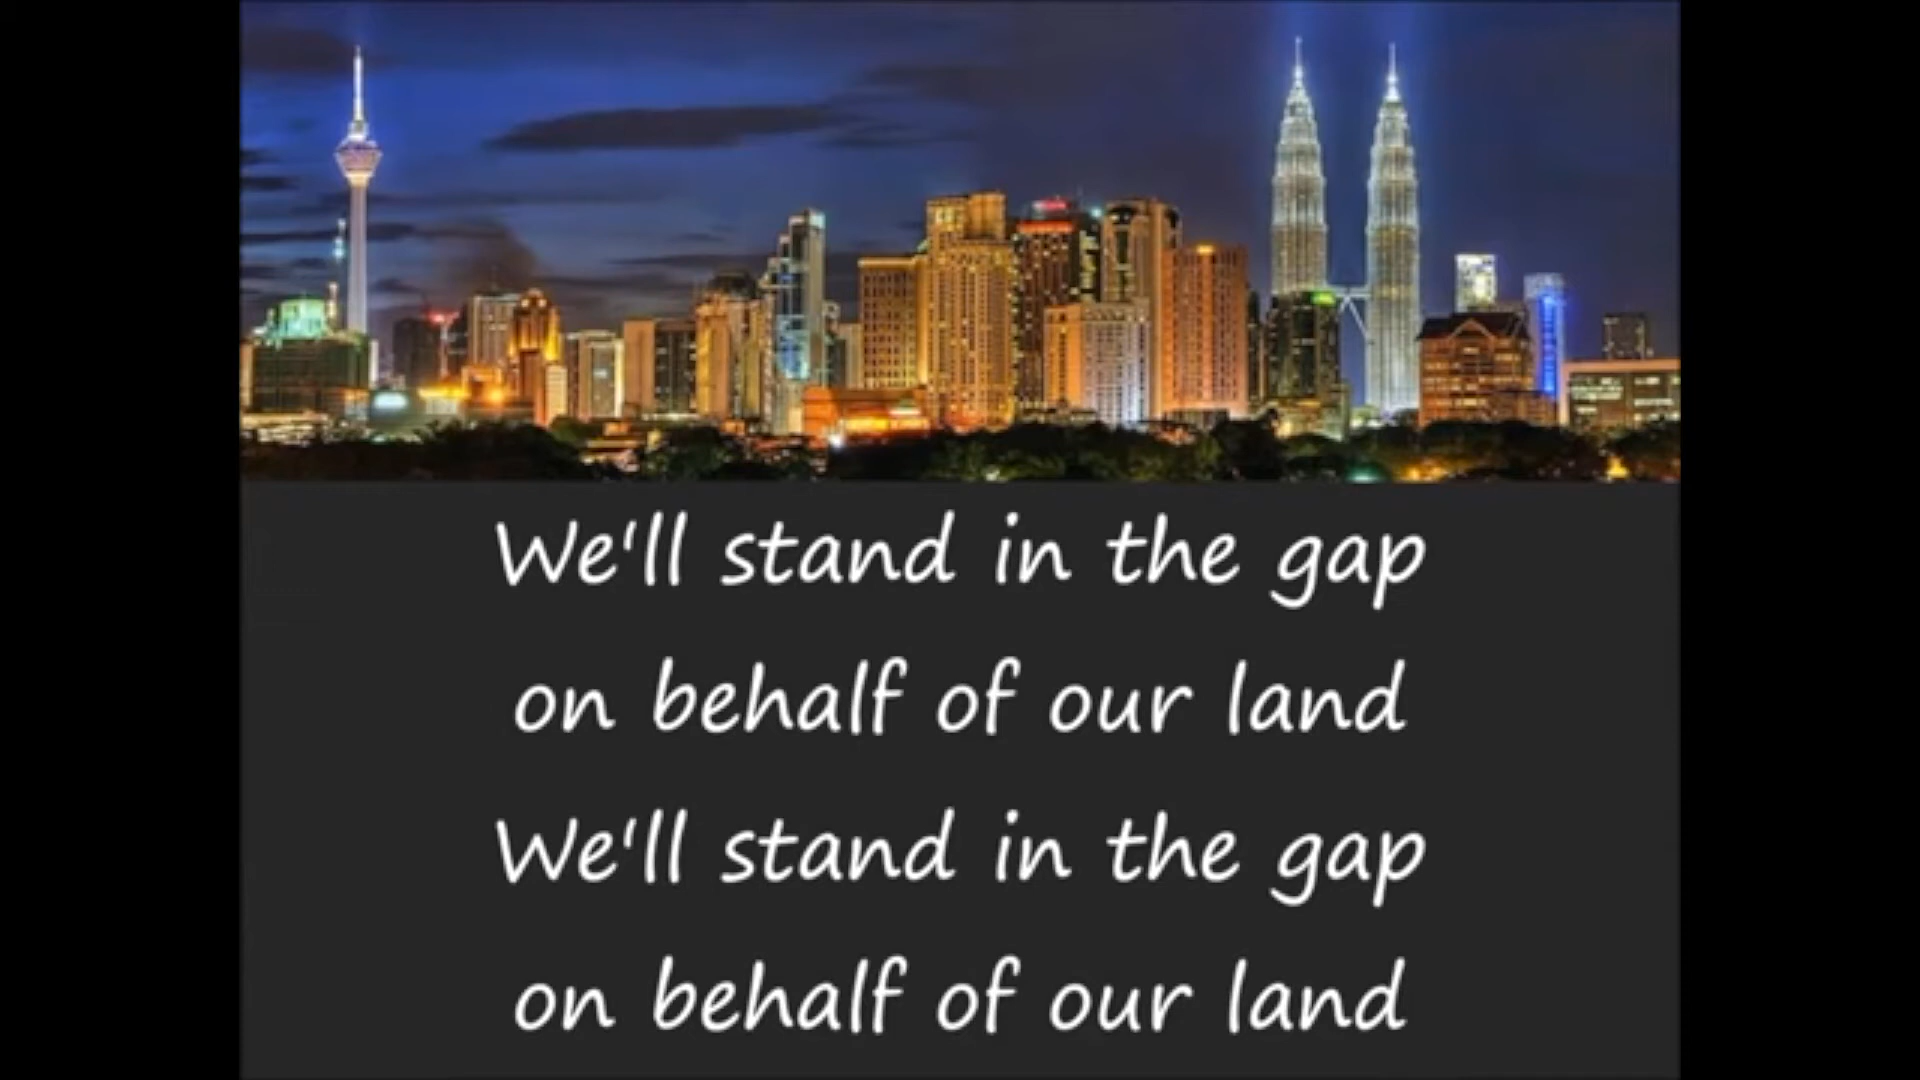 We'll stand in the gap
on behalf of our land
We'll stand in the gap
on behalf of our land